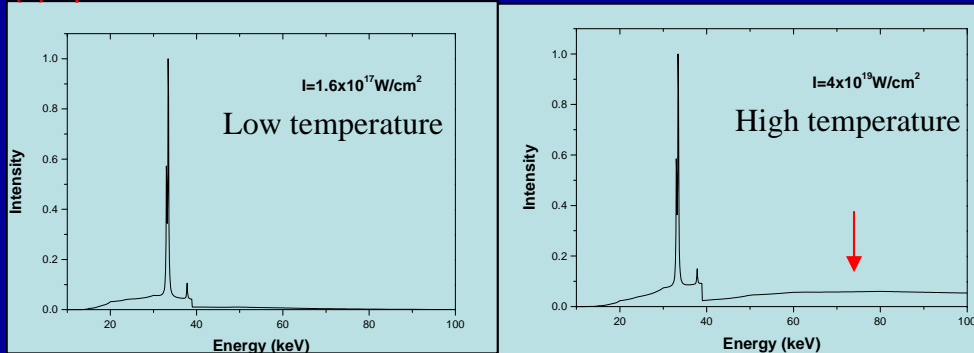 I=1.6x10¹⁷W/cm²
Low temperature
Intensity
1.0
0.8
0.6
0.4
0.2
0.0
20
40
60
80
100
Energy (keV)
I=4x10¹⁹W/cm²
High temperature
Intensity
1.0
0.8
0.6
0.4
0.2
0.0
20
40
60
80
100
Energy (keV)